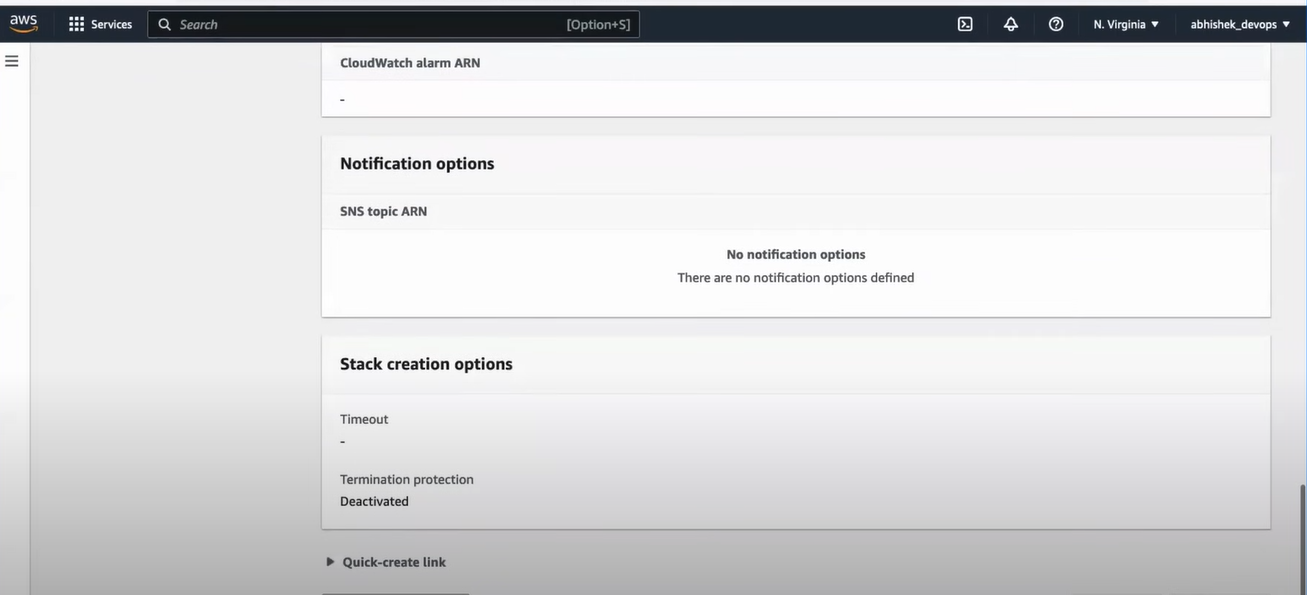 aws Services Search [Option+S] N. Virginia abhishek_devops
CloudWatch alarm ARN
-
Notification options
SNS topic ARN
No notification options
There are no notification options defined
Stack creation options
Timeout
-
Termination protection
Deactivated
Quick-create link